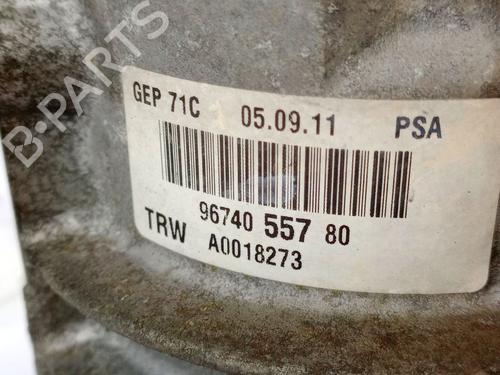 B-PARTS
GEP 71C 05.09.11 PSA
96740 557 80
TRW A0018273